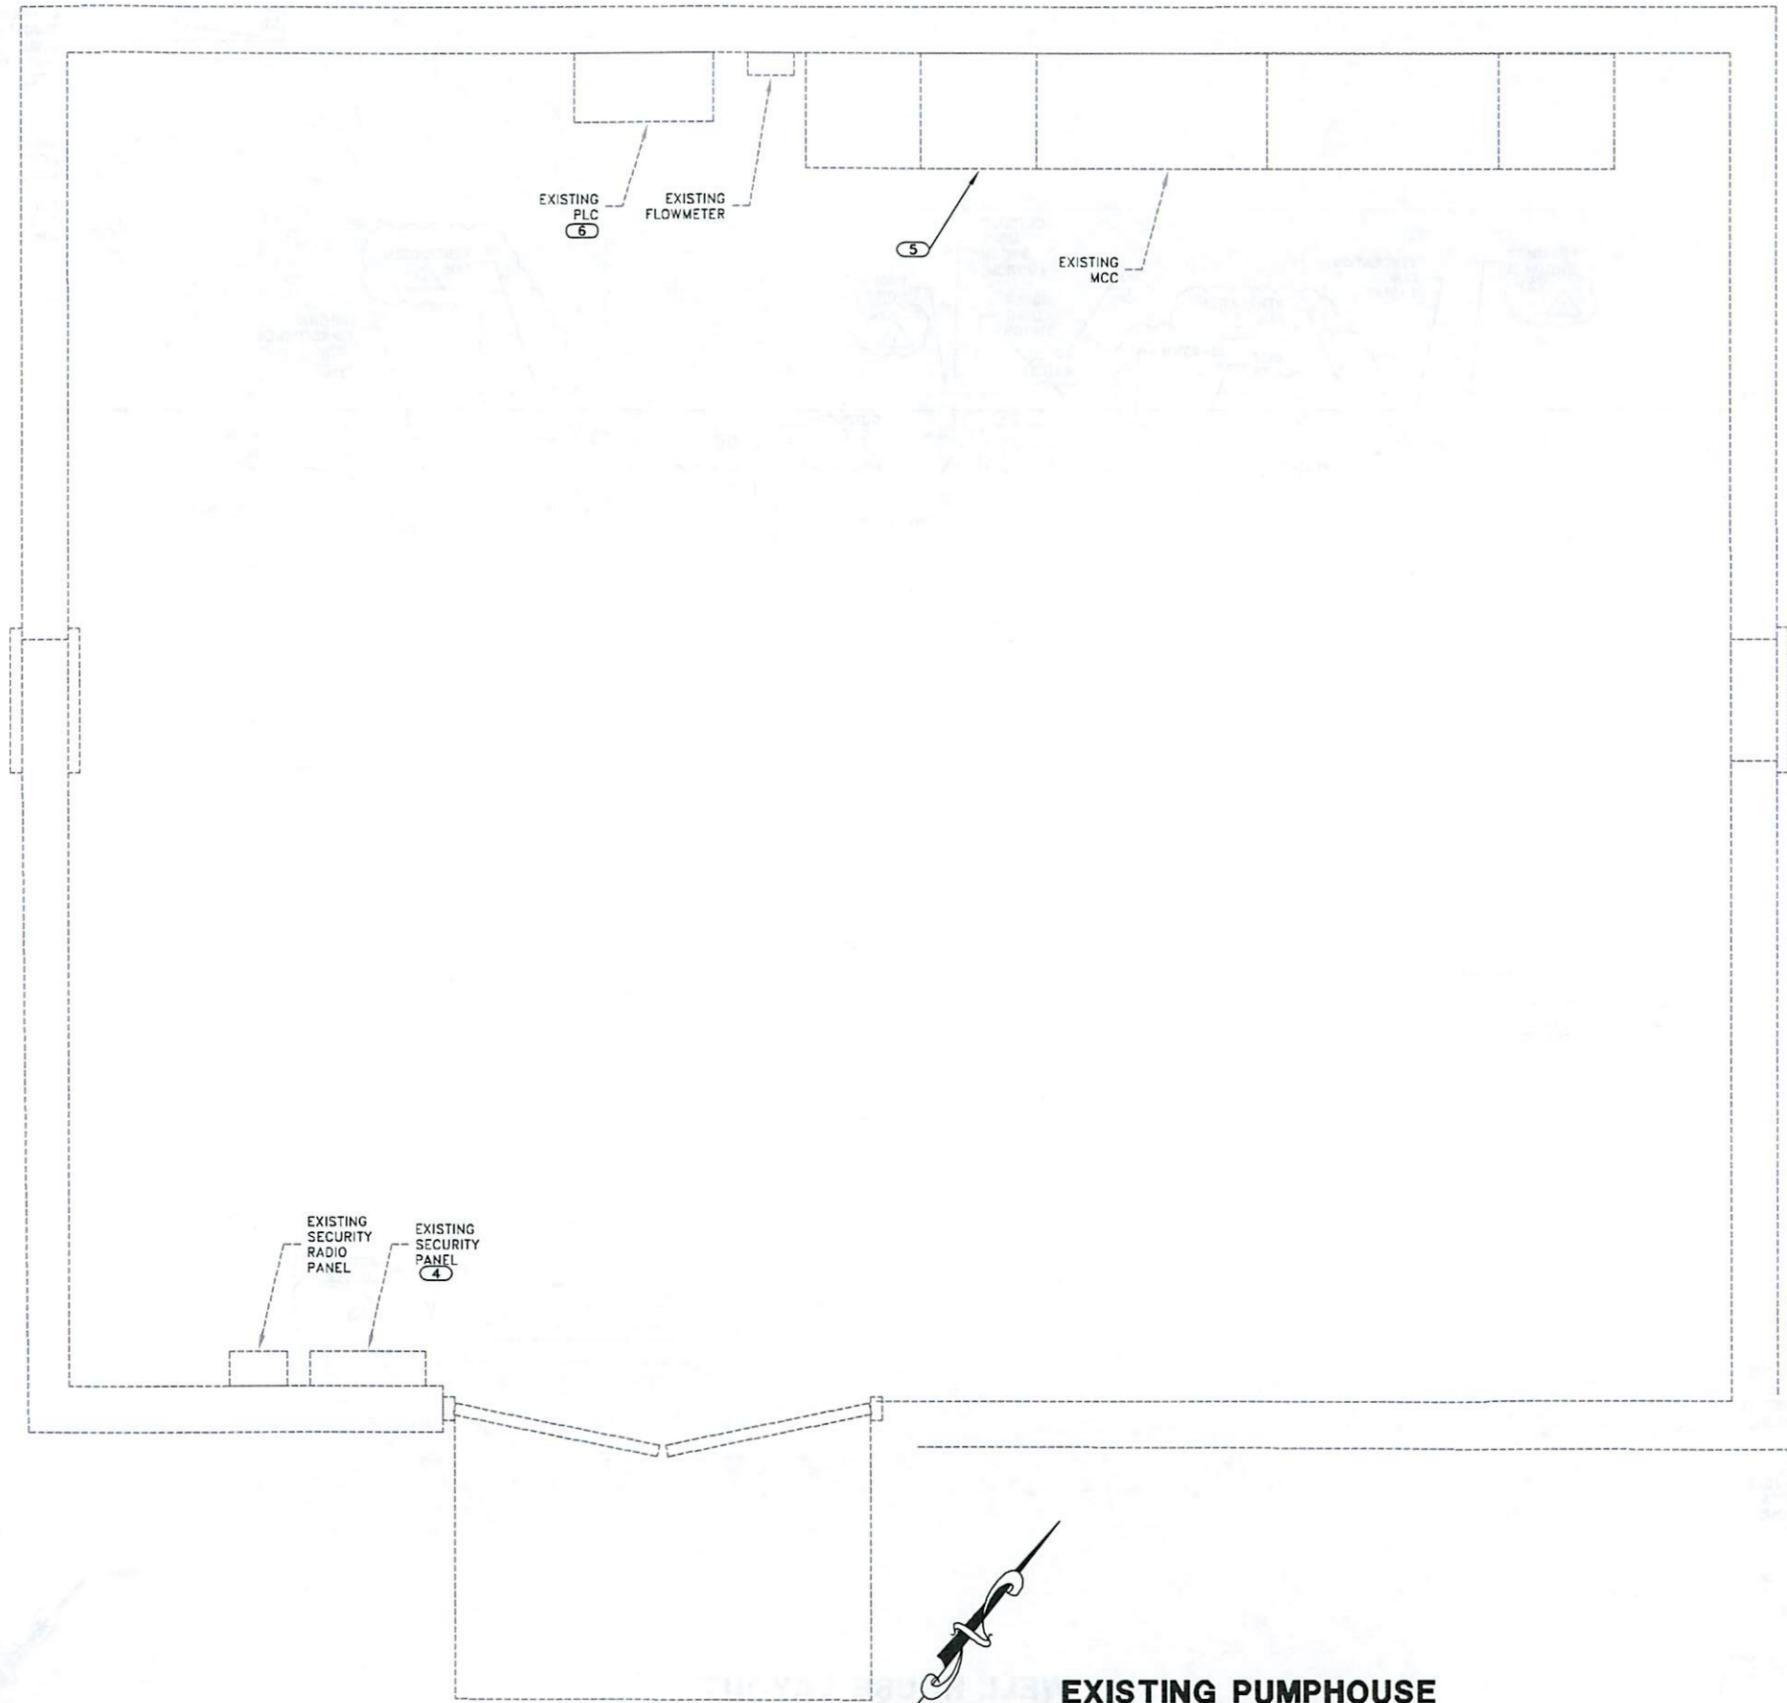 EXISTING
PLC
6
EXISTING
FLOWMETER
5
EXISTING
MCC
EXISTING
SECURITY
RADIO
PANEL
EXISTING
SECURITY
PANEL
4
EXISTING PUMPHOUSE